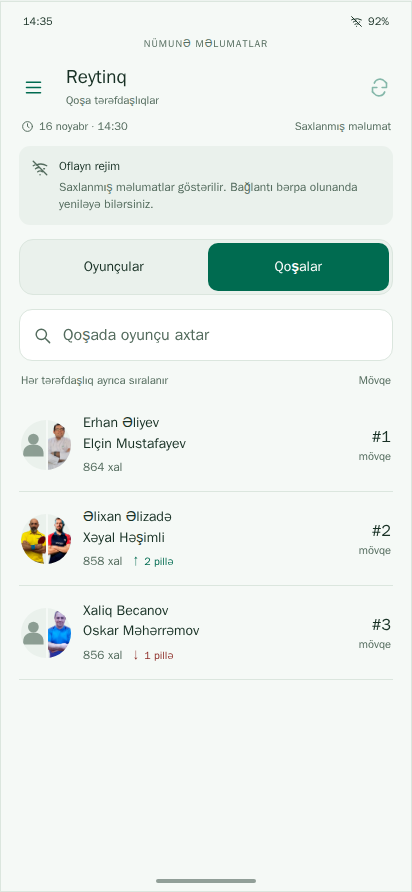 14:35
92%
NÜMUNƏ MƏLUMATLAR
Reytinq
Qoşa tərəfdaşlıqlar
16 noyabr · 14:30
Saxlanmış məlumat
Oflayn rejim
Saxlanmış məlumatlar göstərilir. Bağlantı bərpa olunanda
yeniləyə bilərsiniz.
Oyunçular
Qoşalar
Qoşada oyunçu axtar
Hər tərəfdaşlıq ayrıca sıralanır
Mövqe
Erhan Əliyev
Elçin Mustafayev
864 xal
#1
mövqe
Əlixan Əlizadə
Xəyal Həşimli
858 xal ↑ 2 pillə
#2
mövqe
Xaliq Becanov
Oskar Məhərrəmov
856 xal ↓ 1 pillə
#3
mövqe